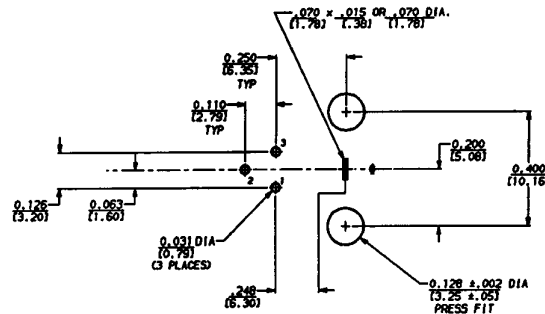 .070 x .015 OR .070 DIA.
[1.78] [.38] [1.78]
0.250
[6.35]
TYP
0.110
[2.79]
TYP
3
2
1
0.200
[5.08]
0.400
[10.16
0.126
[3.20]
0.063
[1.60]
0.031 DIA
[0.79]
(3 PLACES)
.248
[6.30]
0.128 ±.002 DIA
[3.25 ±.05]
PRESS FIT